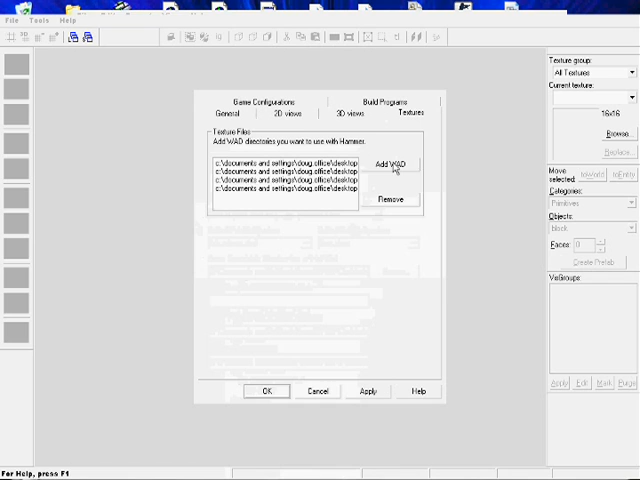 File Tools Help
Texture group:
All Textures
Current texture:
16x16
Browse...
Replace...
Move selected:
toWorld
toEntity
Categories:
Primitives
Objects:
block
Faces: 0
Create Prefab
VisGroups
Apply Edit Mark Purge
Game Configurations
Build Programs
General
2D views
3D views
Textures
Texture Files
Add WAD directories you want to use with Hammer.
c:\documents and settings\doug.office\desktop
c:\documents and settings\doug.office\desktop
c:\documents and settings\doug.office\desktop
c:\documents and settings\doug.office\desktop
Add WAD
Remove
OK
Cancel
Apply
Help
For Help, press F1